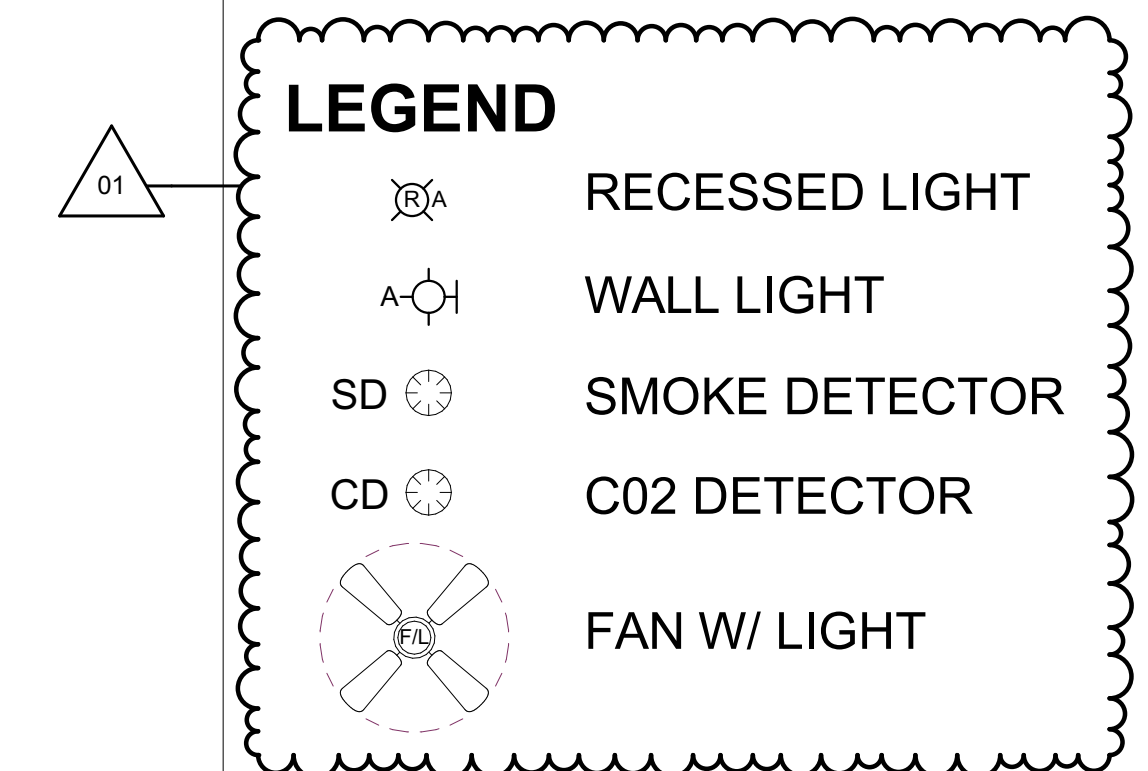 LEGEND
01
R A RECESSED LIGHT
A WALL LIGHT
SD SMOKE DETECTOR
CD C02 DETECTOR
F/L FAN W/ LIGHT